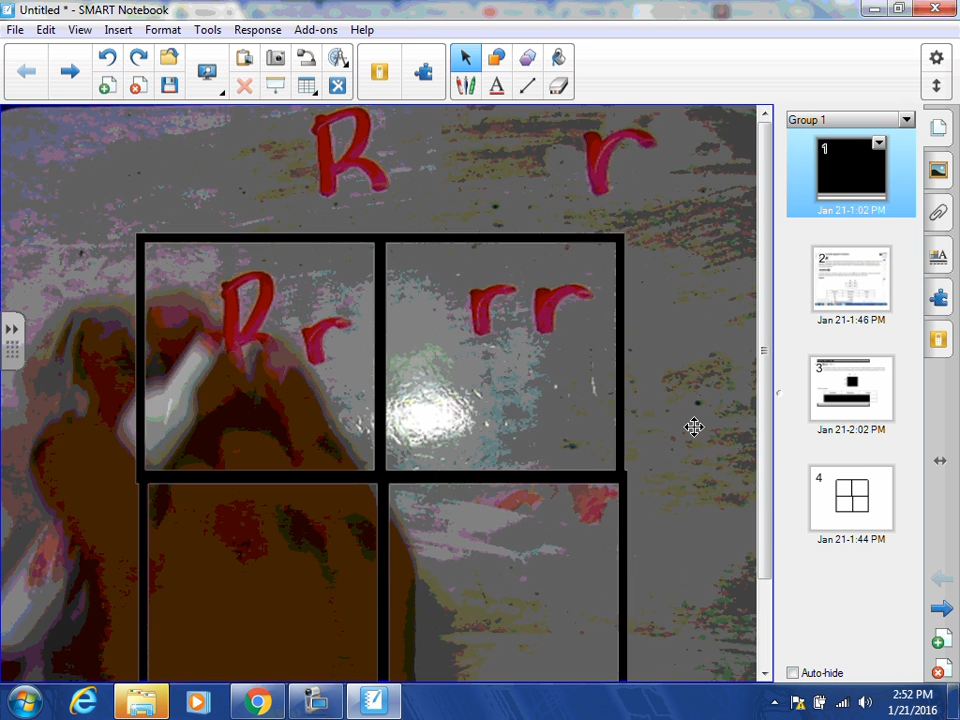 Untitled * - SMART Notebook
File Edit View Insert Format Tools Response Add-ons Help
R r
Rr rr
Group 1
1
Jan 21-1:02 PM
2
Jan 21-1:46 PM
3
Jan 21-2:02 PM
4
Jan 21-1:44 PM
Auto-hide
2:52 PM
1/21/2016